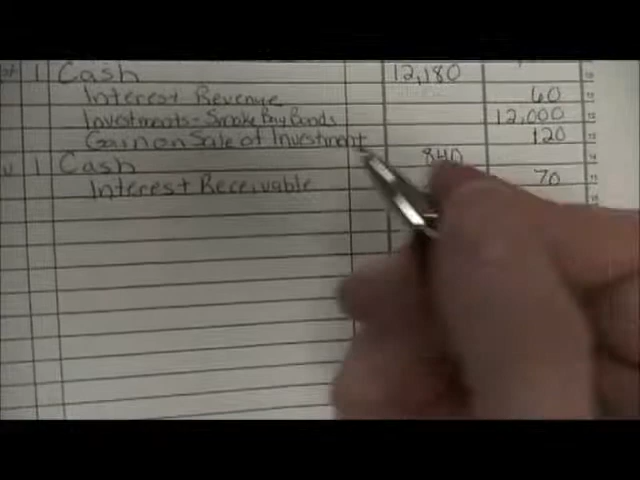 1 Cash 12,180
Interest Revenue 60
Investments - Smoke Bay Bonds 12,000
Gain on Sale of Investment 120
1 Cash 840
Interest Receivable 70